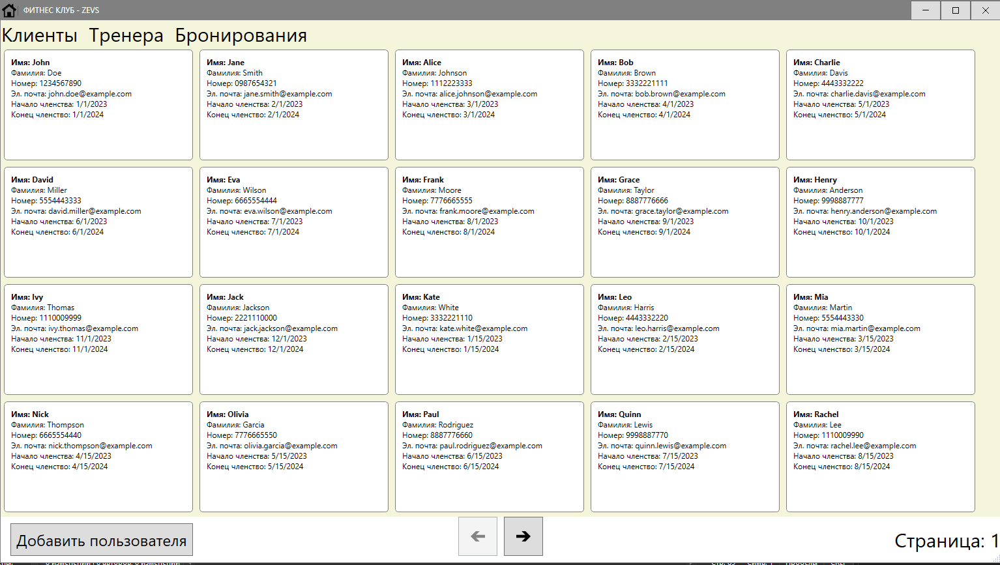 ФИТНЕС КЛУБ - ZEVS
Клиенты Тренера Бронирования
Имя: John
Фамилия: Doe
Номер: 1234567890
Эл. почта: john.doe@example.com
Начало членства: 1/1/2023
Конец членство: 1/1/2024
Имя: Jane
Фамилия: Smith
Номер: 0987654321
Эл. почта: jane.smith@example.com
Начало членства: 2/1/2023
Конец членство: 2/1/2024
Имя: Alice
Фамилия: Johnson
Номер: 1112223333
Эл. почта: alice.johnson@example.com
Начало членства: 3/1/2023
Конец членство: 3/1/2024
Имя: Bob
Фамилия: Brown
Номер: 3332221111
Эл. почта: bob.brown@example.com
Начало членства: 4/1/2023
Конец членство: 4/1/2024
Имя: Charlie
Фамилия: Davis
Номер: 4443332222
Эл. почта: charlie.davis@example.com
Начало членства: 5/1/2023
Конец членство: 5/1/2024
Имя: David
Фамилия: Miller
Номер: 5554443333
Эл. почта: david.miller@example.com
Начало членства: 6/1/2023
Конец членство: 6/1/2024
Имя: Eva
Фамилия: Wilson
Номер: 6665554444
Эл. почта: eva.wilson@example.com
Начало членства: 7/1/2023
Конец членство: 7/1/2024
Имя: Frank
Фамилия: Moore
Номер: 7776665555
Эл. почта: frank.moore@example.com
Начало членства: 8/1/2023
Конец членство: 8/1/2024
Имя: Grace
Фамилия: Taylor
Номер: 8887776666
Эл. почта: grace.taylor@example.com
Начало членства: 9/1/2023
Конец членство: 9/1/2024
Имя: Henry
Фамилия: Anderson
Номер: 9998887777
Эл. почта: henry.anderson@example.com
Начало членства: 10/1/2023
Конец членство: 10/1/2024
Имя: Ivy
Фамилия: Thomas
Номер: 1110009999
Эл. почта: ivy.thomas@example.com
Начало членства: 11/1/2023
Конец членство: 11/1/2024
Имя: Jack
Фамилия: Jackson
Номер: 2221110000
Эл. почта: jack.jackson@example.com
Начало членства: 12/1/2023
Конец членство: 12/1/2024
Имя: Kate
Фамилия: White
Номер: 3332221110
Эл. почта: kate.white@example.com
Начало членства: 1/15/2023
Конец членство: 1/15/2024
Имя: Leo
Фамилия: Harris
Номер: 4443332220
Эл. почта: leo.harris@example.com
Начало членства: 2/15/2023
Конец членство: 2/15/2024
Имя: Mia
Фамилия: Martin
Номер: 5554443330
Эл. почта: mia.martin@example.com
Начало членства: 3/15/2023
Конец членство: 3/15/2024
Имя: Nick
Фамилия: Thompson
Номер: 6665554440
Эл. почта: nick.thompson@example.com
Начало членства: 4/15/2023
Конец членство: 4/15/2024
Имя: Olivia
Фамилия: Garcia
Номер: 7776665550
Эл. почта: olivia.garcia@example.com
Начало членства: 5/15/2023
Конец членство: 5/15/2024
Имя: Paul
Фамилия: Rodriguez
Номер: 8887776660
Эл. почта: paul.rodriguez@example.com
Начало членства: 6/15/2023
Конец членство: 6/15/2024
Имя: Quinn
Фамилия: Lewis
Номер: 9998887770
Эл. почта: quinn.lewis@example.com
Начало членства: 7/15/2023
Конец членство: 7/15/2024
Имя: Rachel
Фамилия: Lee
Номер: 1110009990
Эл. почта: rachel.lee@example.com
Начало членства: 8/15/2023
Конец членство: 8/15/2024
Добавить пользователя
Страница: 1